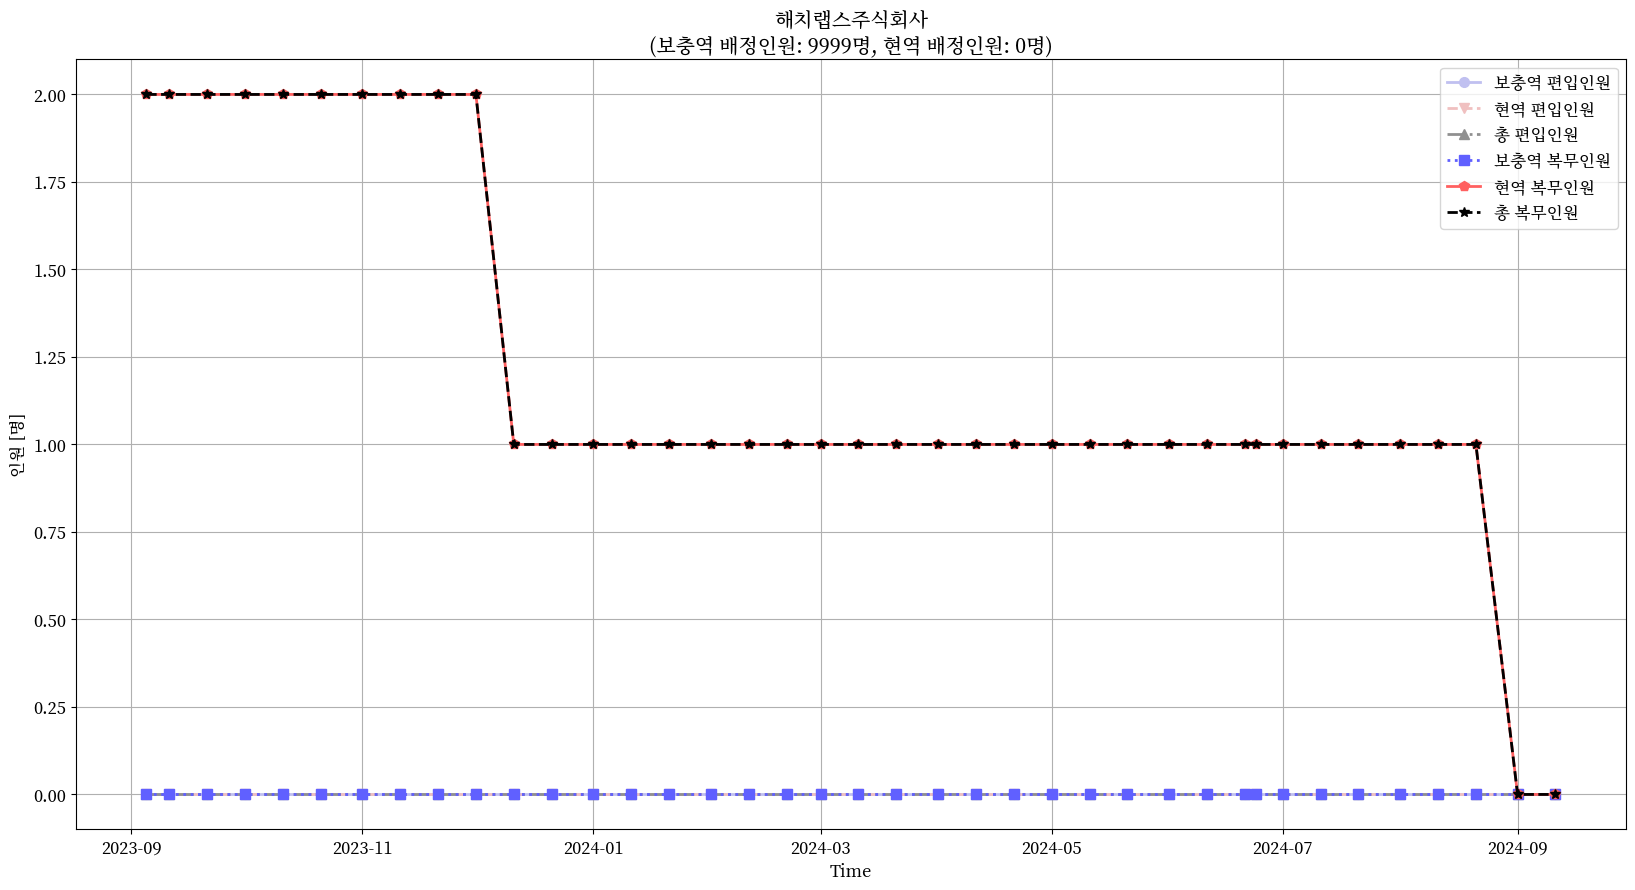 해치랩스주식회사
(보충역 배정인원: 9999명, 현역 배정인원: 0명)
보충역 편입인원
현역 편입인원
총 편입인원
보충역 복무인원
현역 복무인원
총 복무인원
인원 [명]
2.00
1.75
1.50
1.25
1.00
0.75
0.50
0.25
0.00
2023-09
2023-11
2024-01
2024-03
2024-05
2024-07
2024-09
Time